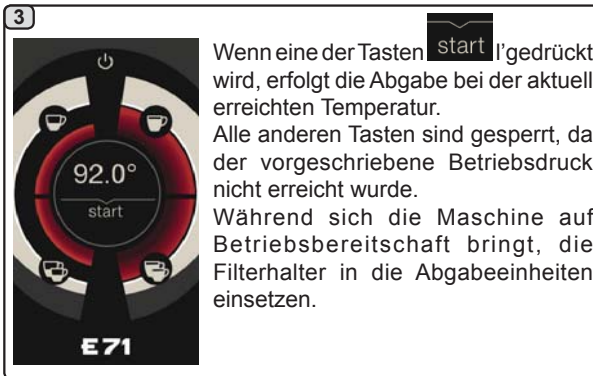 3
92.0°
start
E71
Wenn eine der Tasten start l'gedrückt
wird, erfolgt die Abgabe bei der aktuell
erreichten Temperatur.
Alle anderen Tasten sind gesperrt, da
der vorgeschriebene Betriebsdruck
nicht erreicht wurde.
Während sich die Maschine auf
Betriebsbereitschaft bringt, die
Filterhalter in die Abgabeeinheiten
einsetzen.